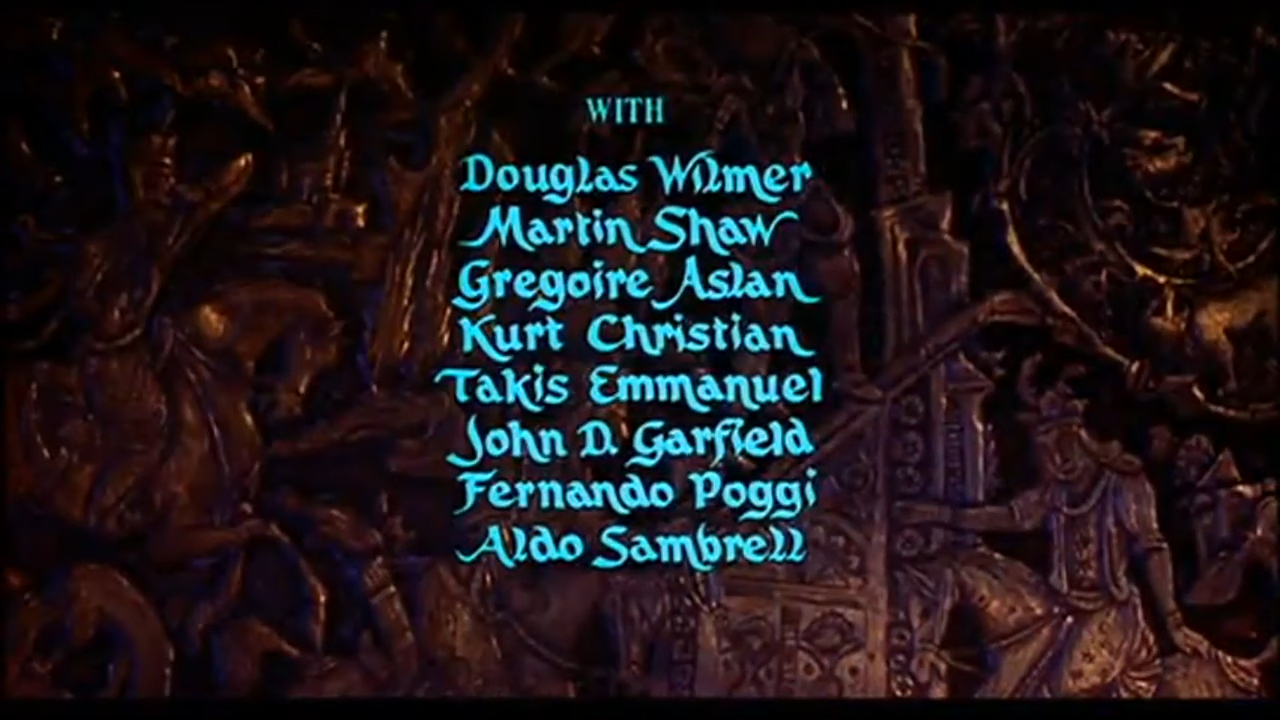 WITH
Douglas Wilmer
Martin Shaw
Gregoire Aslan
Kurt Christian
Takis Emmanuel
John D. Garfield
Fernando Poggi
Aldo Sambrell